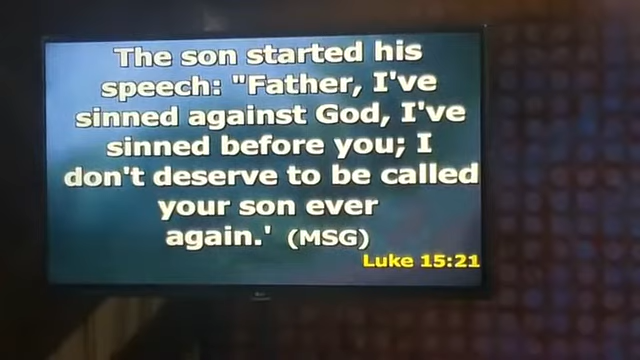 The son started his
speech: "Father, I've
sinned against God, I've
sinned before you; I
don't deserve to be called
your son ever
again.' (MSG)
Luke 15:21